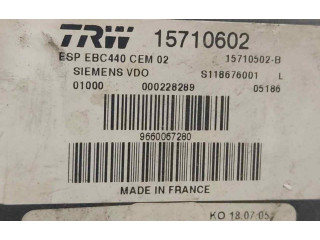 TRW 15710602
ESP EBC440 CEM 02 15710502-B
SIEMENS VDO S118676001 L
01000 000228289 05186
9660067280
MADE IN FRANCE
KO 18.07.05